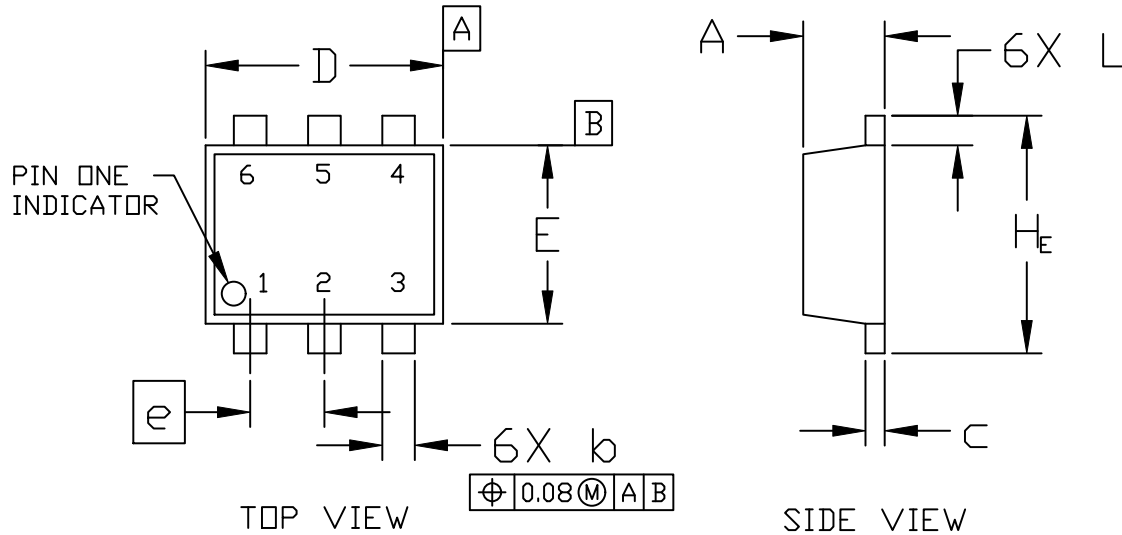 A
D
B
PIN ONE
INDICATOR
6 5 4
E
1 2 3
e
6X b
⌖ 0.08 Ⓜ A B
TOP VIEW
A
6X L
HE
c
SIDE VIEW